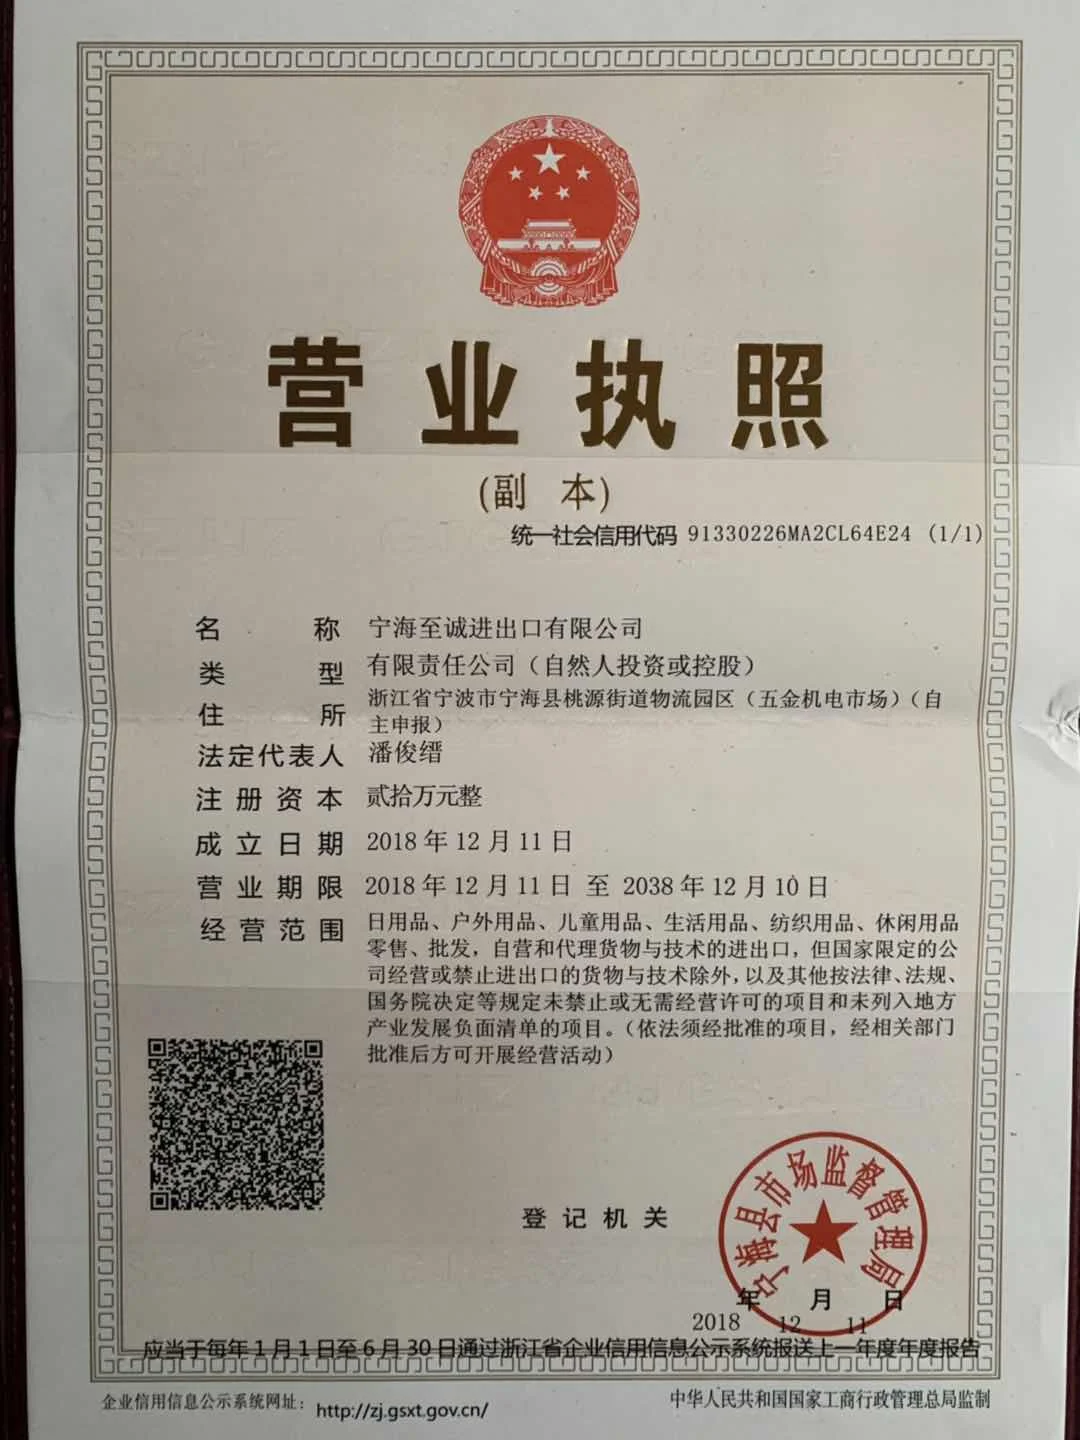 营业执照
(副 本)
统一社会信用代码 91330226MA2CL64E24 (1/1)
名 称 宁海至诚进出口有限公司
类 型 有限责任公司（自然人投资或控股）
住 所 浙江省宁波市宁海县桃源街道物流园区（五金机电市场）（自
主申报）
法定代表人 潘俊缙
注册资本 贰拾万元整
成立日期 2018 年 12 月 11 日
营业期限 2018 年 12 月 11 日 至 2038 年 12 月 10 日
经营范围 日用品、户外用品、儿童用品、生活用品、纺织用品、休闲用品
零售、批发，自营和代理货物与技术的进出口，但国家限定的公
司经营或禁止进出口的货物与技术除外，以及其他按法律、法规、
国务院决定等规定未禁止或无需经营许可的项目和未列入地方
产业发展负面清单的项目。（依法须经批准的项目，经相关部门
批准后方可开展经营活动）
登记机关
宁海县市场监督管理局
年 月 日
2018 12 11
应当于每年 1 月 1 日至 6 月 30 日通过浙江省企业信用信息公示系统报送上一年度年度报告
企业信用信息公示系统网址： http://zj.gsxt.gov.cn/
中华人民共和国国家工商行政管理总局监制